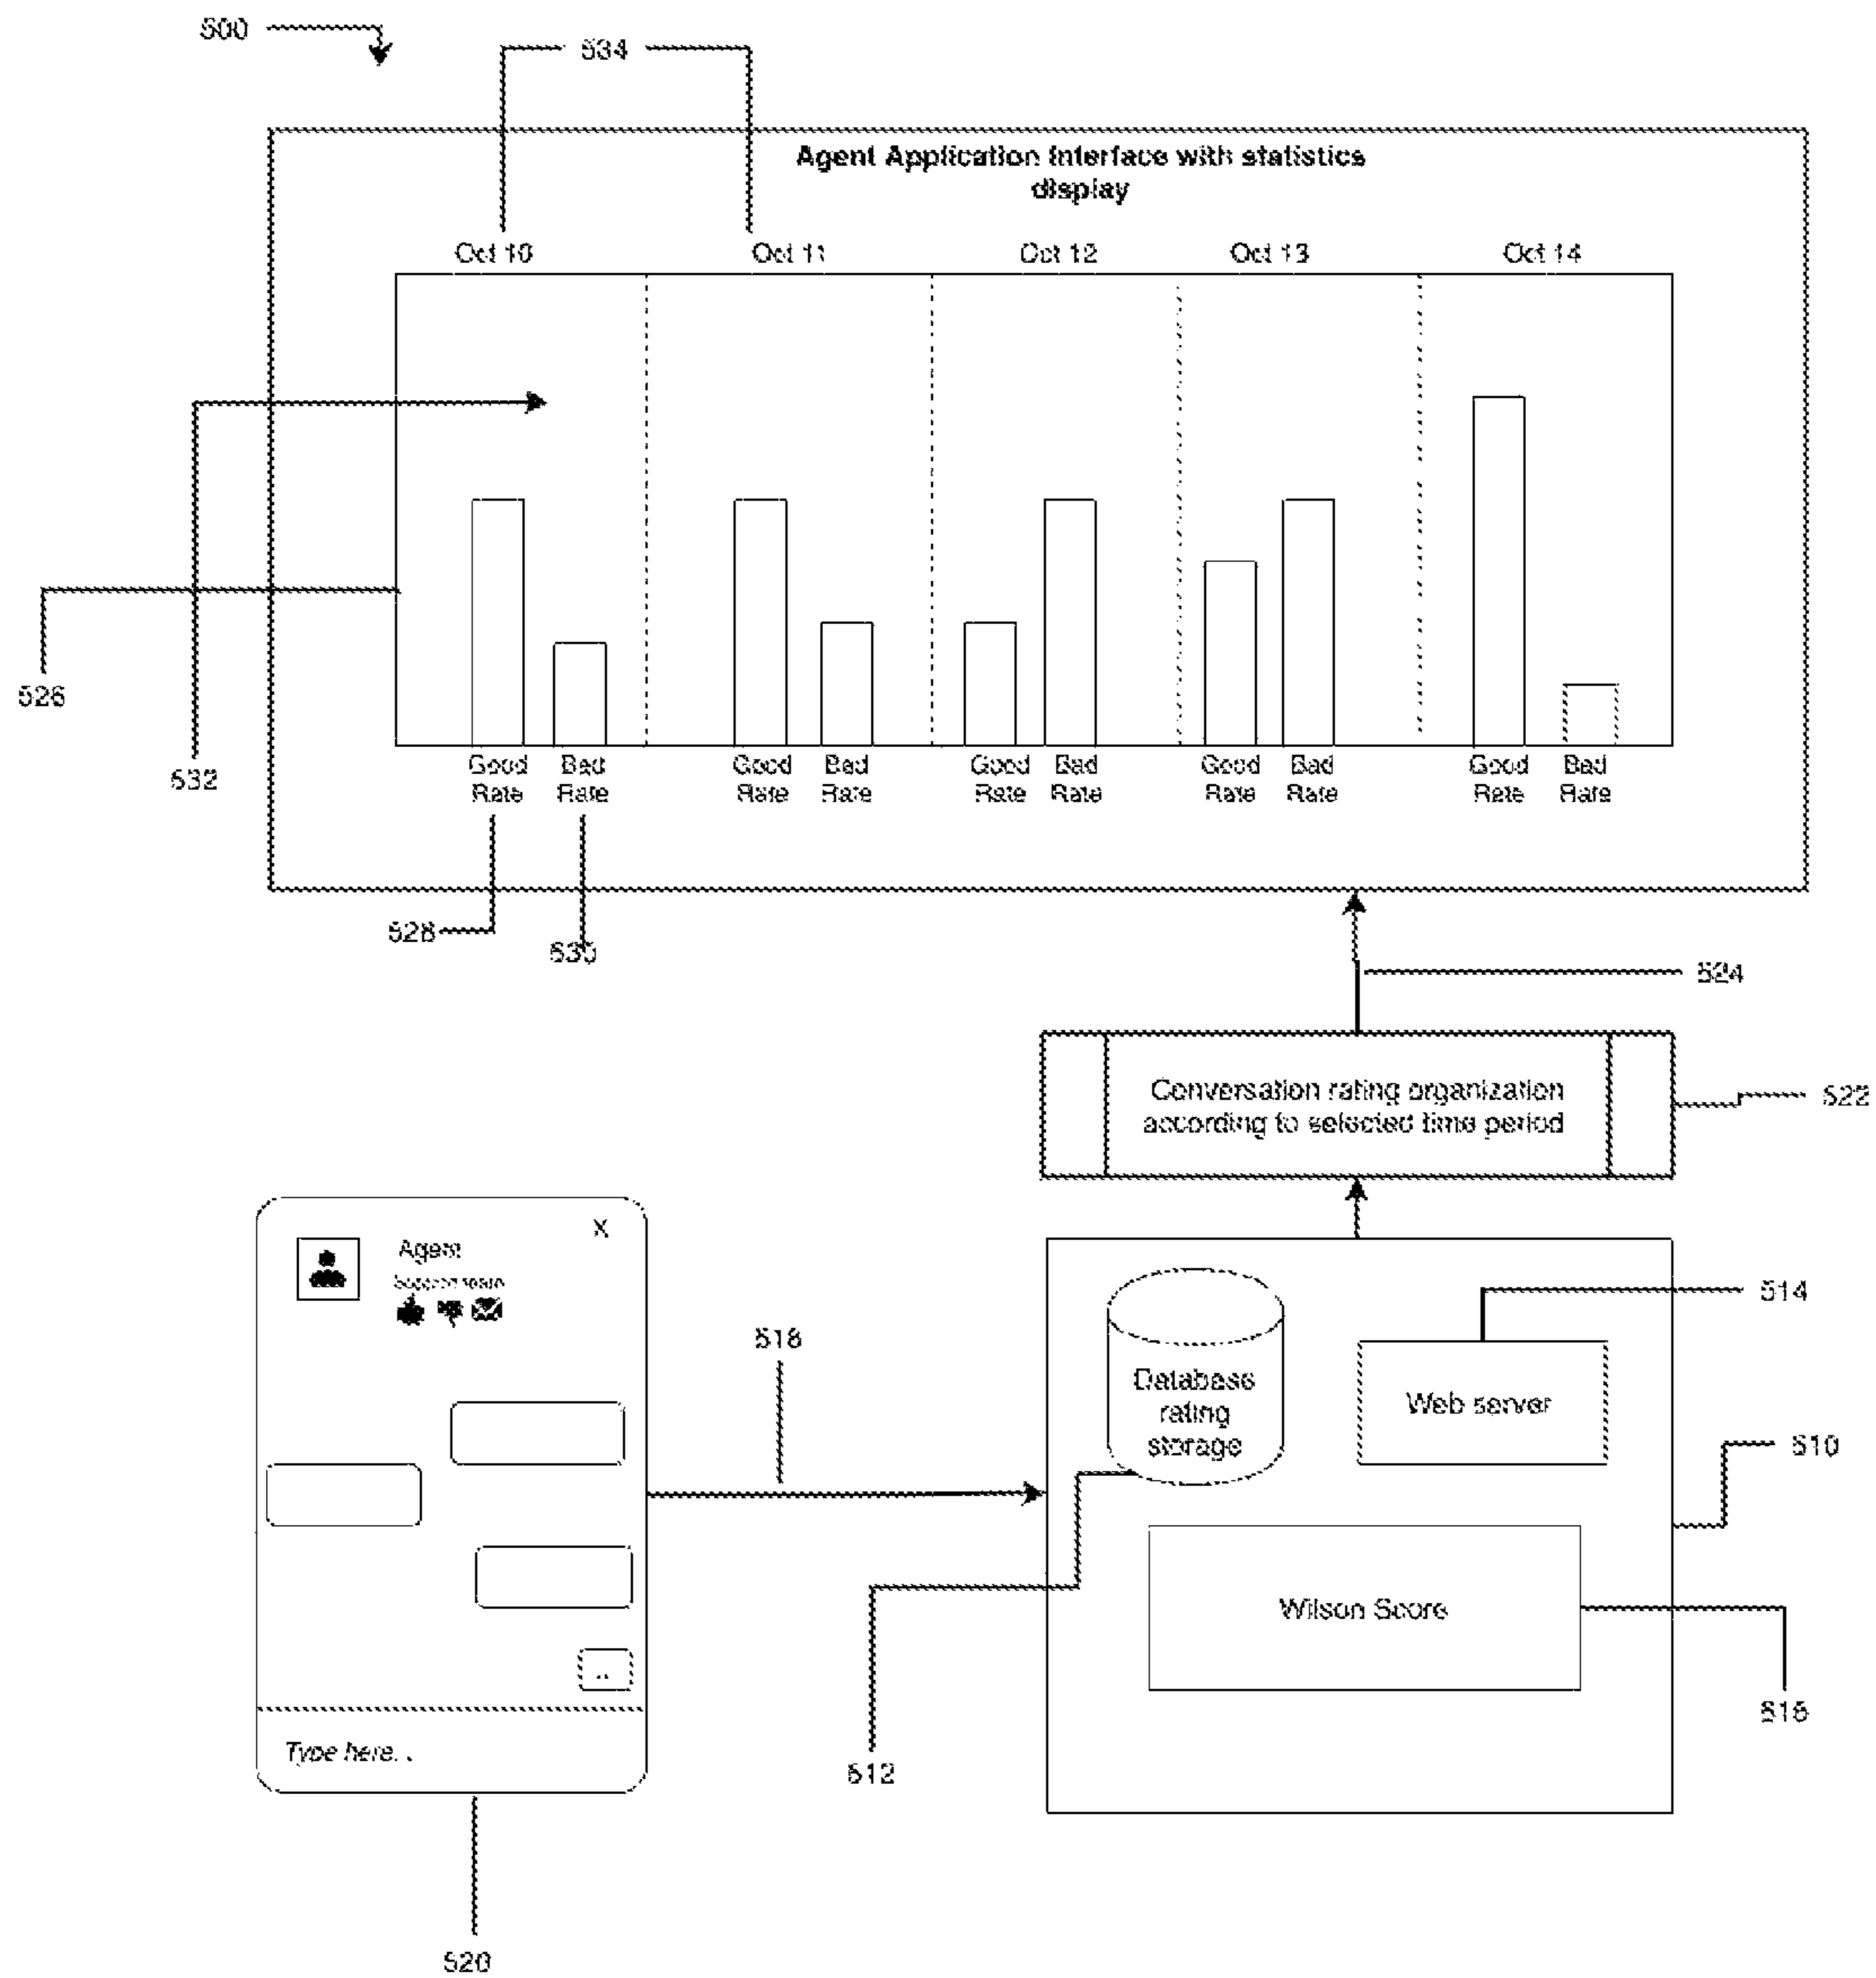 500
534
Agent Application Interface with statistics
display
Oct 10 Oct 11 Oct 12 Oct 13 Oct 14
526
532
Good Bad Good Bad Good Bad Good Bad Good Bad
Rate Rate Rate Rate Rate Rate Rate Rate Rate Rate
528
530
524
Conversation rating organization
according to selected time period
522
X
Agent
Support team
514
518
Database
rating
storage
Web server
510
Wilson Score
516
Type here. .
512
520